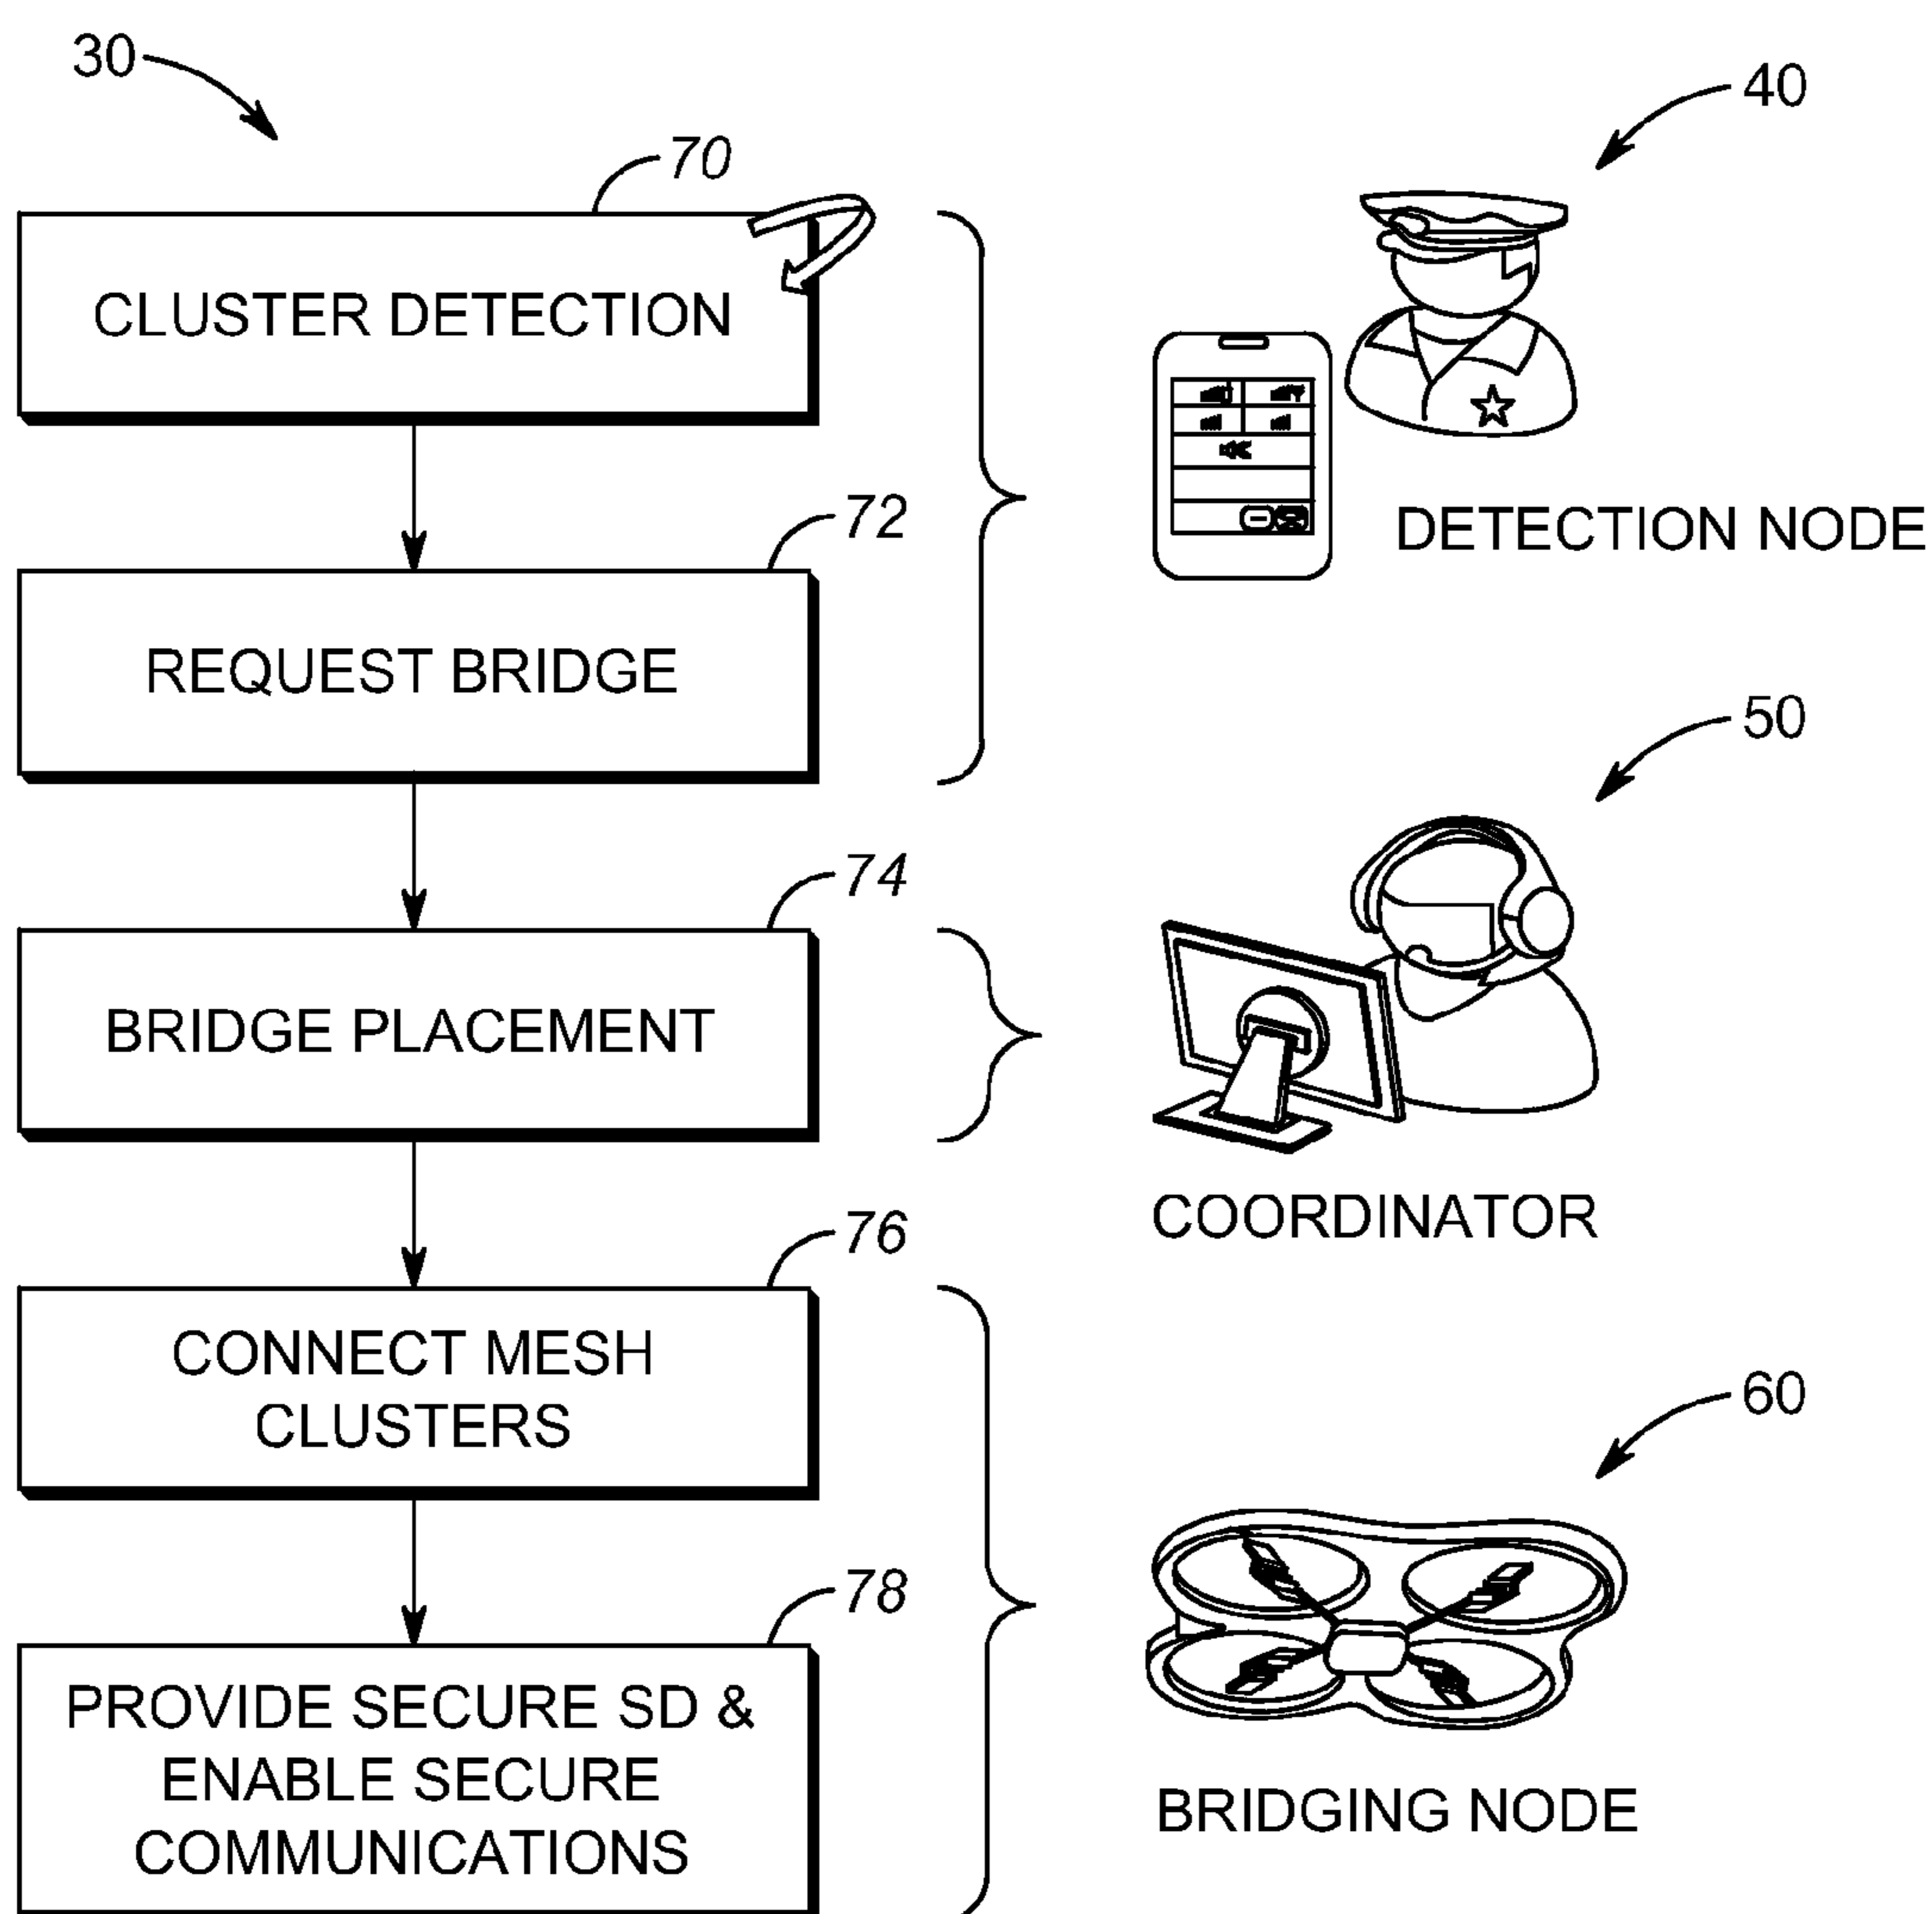 30
40
70
CLUSTER DETECTION
72
DETECTION NODE
REQUEST BRIDGE
50
74
BRIDGE PLACEMENT
COORDINATOR
76
CONNECT MESH
CLUSTERS
60
78
PROVIDE SECURE SD &
ENABLE SECURE
COMMUNICATIONS
BRIDGING NODE